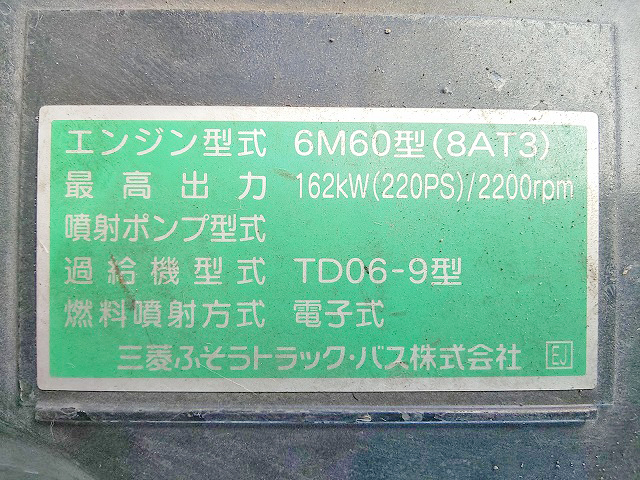 エンジン型式 6M60型(8AT3)
最高出力 162kW(220PS)/2200rpm
噴射ポンプ型式
過給機型式 TD06-9型
燃料噴射方式 電子式
三菱ふそうトラック・バス株式会社 EJ